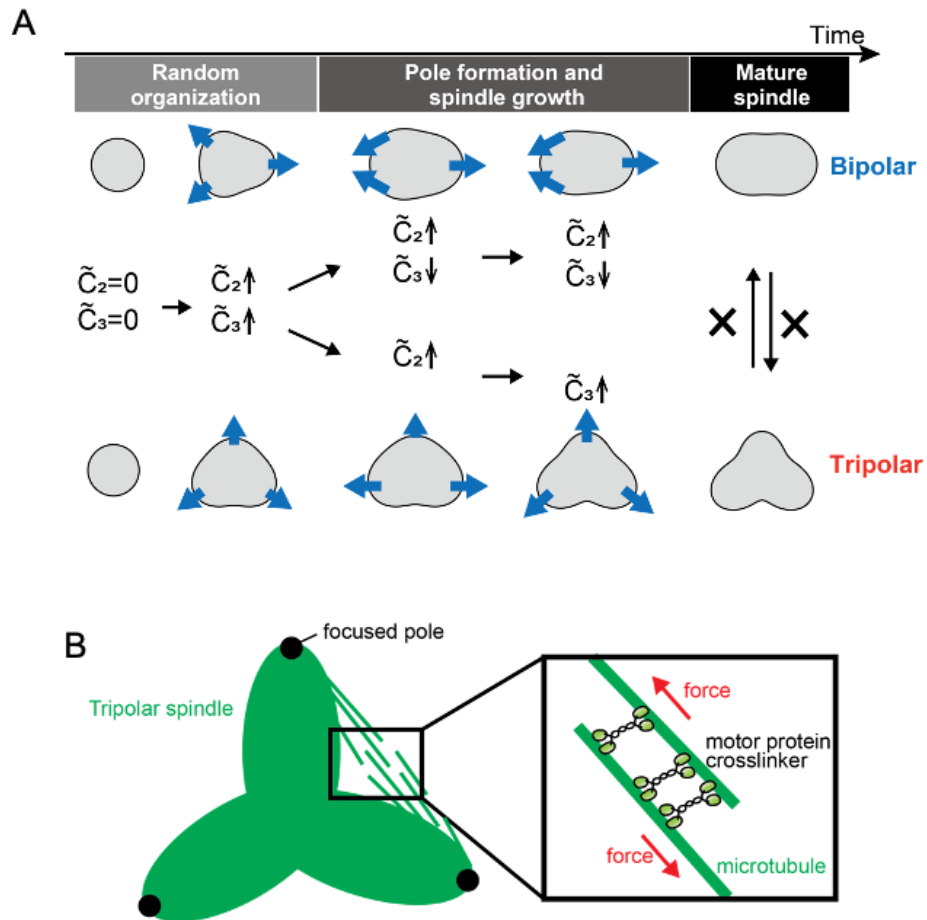 A
Time
Random
organization
Pole formation and
spindle growth
Mature
spindle
Bipolar
C̃₂=0
C̃₃=0
C̃₂↑
C̃₃↑
C̃₂↑
C̃₃↓
C̃₂↑
C̃₃↓
C̃₂↑
C̃₃↑
Tripolar
B
focused pole
Tripolar spindle
force
motor protein
crosslinker
force
microtubule